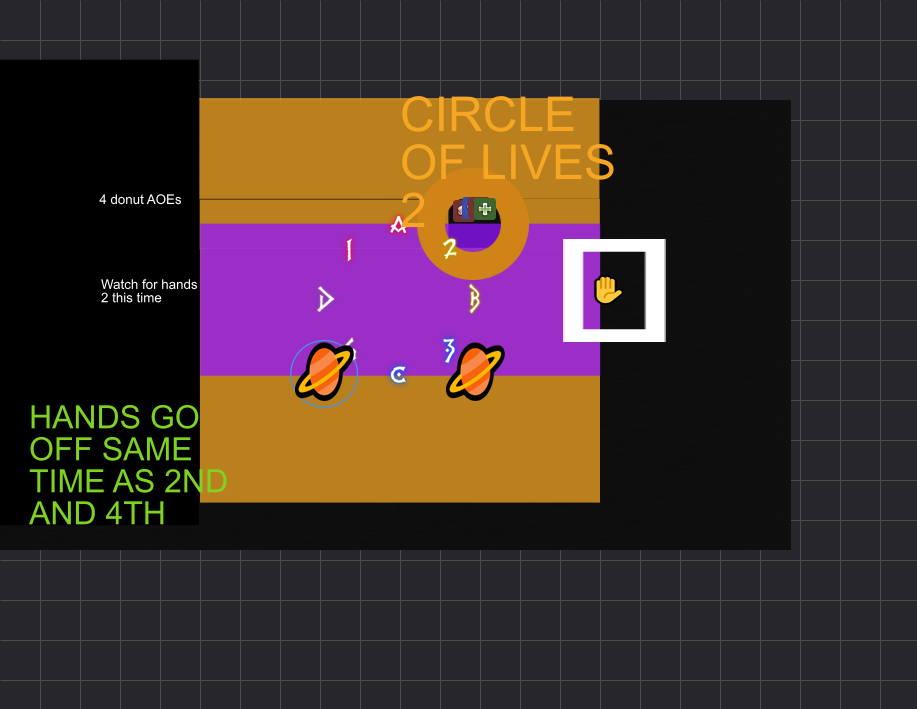 CIRCLE
OF LIVES
2
4 donut AOEs
A
1
2
Watch for hands
2 this time
D
B
3
C
HANDS GO
OFF SAME
TIME AS 2ND
AND 4TH